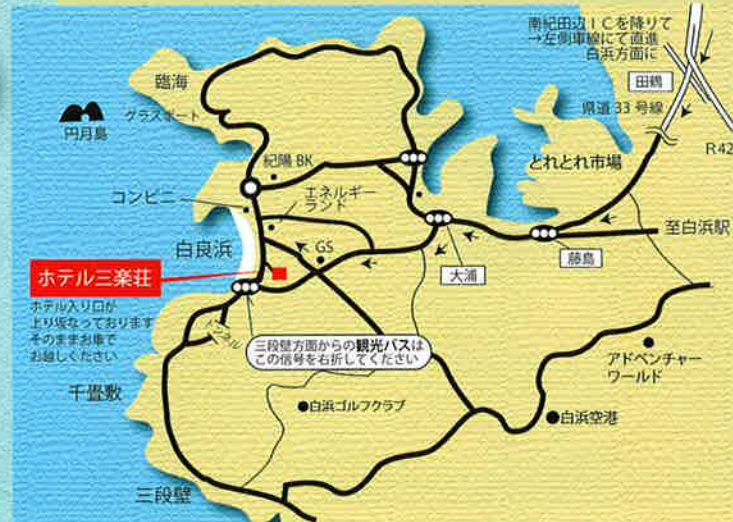 南紀田辺ICを降りて
→左側車線にて直進
白浜方面に
田鶴
県道33号線
R42
臨海
グラスボート
円月島
紀陽BK
とれとれ市場
コンビニ
エネルギー
ランド
白良浜
GS
至白浜駅
藤島
大浦
ホテル三楽荘
ホテル入り口が
上り坂なっております
そのままお車で
お越しください
トンネル
三段壁方面からの観光バスは
この信号を右折してください
アドベンチャー
ワールド
千畳敷
白浜ゴルフクラブ
白浜空港
三段壁